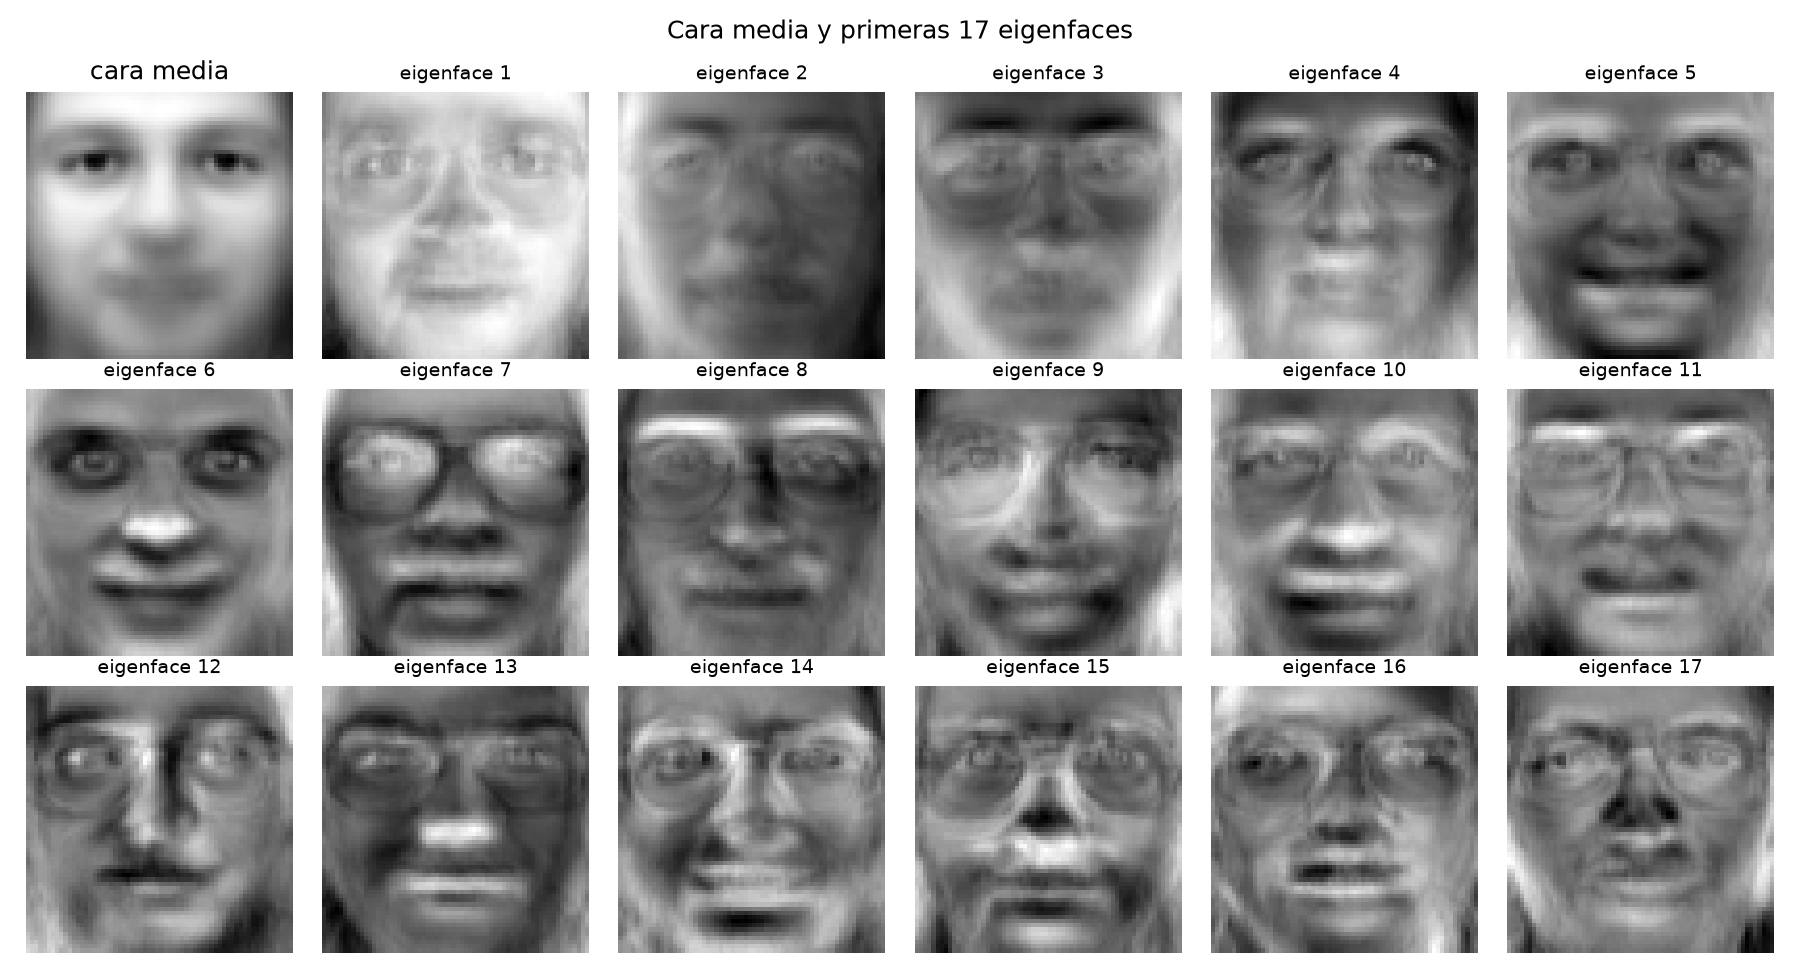 Cara media y primeras 17 eigenfaces
cara media
eigenface 1
eigenface 2
eigenface 3
eigenface 4
eigenface 5
eigenface 6
eigenface 7
eigenface 8
eigenface 9
eigenface 10
eigenface 11
eigenface 12
eigenface 13
eigenface 14
eigenface 15
eigenface 16
eigenface 17